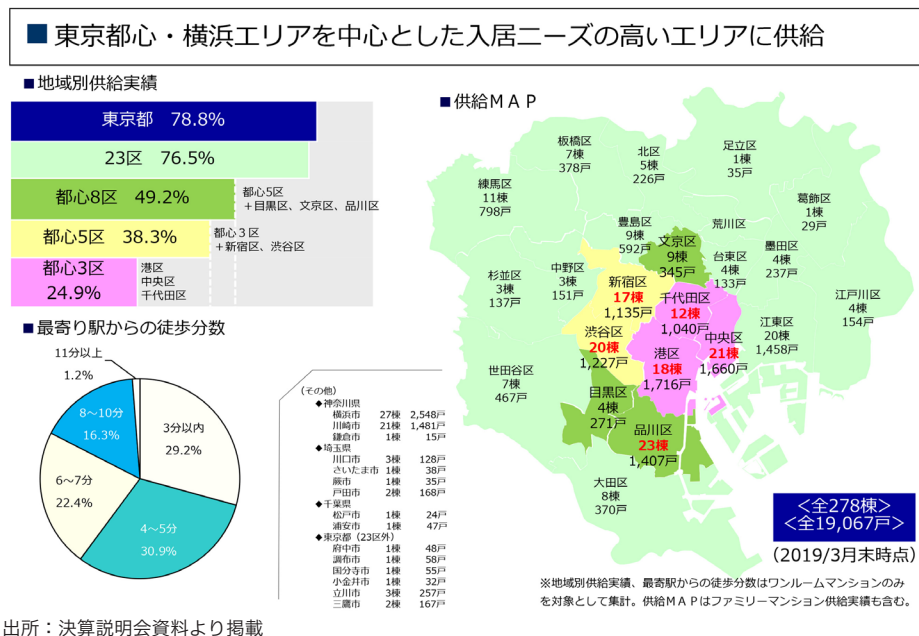 ■ 東京都心・横浜エリアを中心とした入居ニーズの高いエリアに供給
■ 地域別供給実績
東京都 78.8%
23区 76.5%
都心8区 49.2%
都心5区
＋目黒区、文京区、品川区
都心5区 38.3%
都心３区
＋新宿区、渋谷区
都心3区
24.9%
港区
中央区
千代田区
■ 最寄り駅からの徒歩分数
11分以上
1.2%
8～10分
16.3%
3分以内
29.2%
6～7分
22.4%
4～5分
30.9%
（その他）
◆神奈川県
横浜市 27棟 2,548戸
川崎市 21棟 1,481戸
鎌倉市 1棟 15戸
◆埼玉県
川口市 3棟 128戸
さいたま市 1棟 38戸
蕨市 1棟 35戸
戸田市 2棟 168戸
◆千葉県
松戸市 1棟 24戸
浦安市 1棟 47戸
◆東京都（23区外）
府中市 1棟 48戸
調布市 1棟 58戸
国分寺市 1棟 55戸
小金井市 1棟 32戸
立川市 3棟 257戸
三鷹市 2棟 167戸
■ 供給ＭＡＰ
板橋区
7棟
378戸
北区
5棟
226戸
足立区
1棟
35戸
練馬区
11棟
798戸
葛飾区
1棟
29戸
豊島区
9棟
592戸
荒川区
文京区
9棟
345戸
台東区
4棟
133戸
墨田区
4棟
237戸
杉並区
3棟
137戸
中野区
3棟
151戸
新宿区
17棟
1,135戸
千代田区
12棟
1,040戸
江戸川区
4棟
154戸
渋谷区
20棟
1,227戸
港区
18棟
1,716戸
中央区
21棟
1,660戸
江東区
20棟
1,458戸
世田谷区
7棟
467戸
目黒区
4棟
271戸
品川区
23棟
1,407戸
大田区
8棟
370戸
＜全278棟＞
＜全19,067戸＞
（2019/3月末時点）
※地域別供給実績、最寄駅からの徒歩分数はワンルームマンションのみ
を対象として集計。供給ＭＡＰはファミリーマンション供給実績も含む。
出所：決算説明会資料より掲載